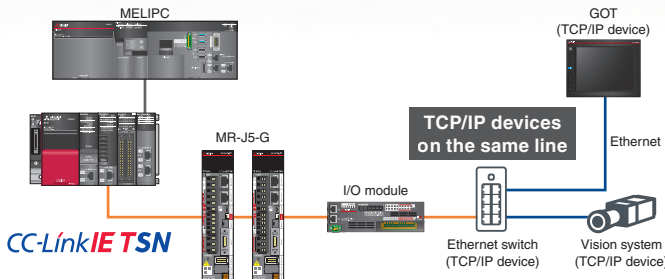 MELIPC
GOT
(TCP/IP device)
MR-J5-G
TCP/IP devices
on the same line
Ethernet
I/O module
CC-Línk IE TSN
Ethernet switch
(TCP/IP device)
Vision system
(TCP/IP device)